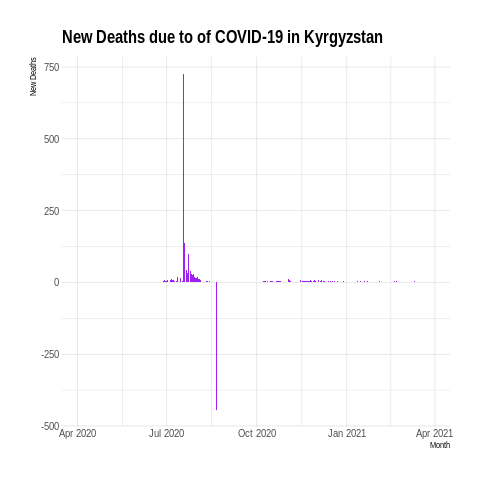 New Deaths due to of COVID-19 in Kyrgyzstan
New Deaths
750
500
250
0
-250
-500
Apr 2020 Jul 2020 Oct 2020 Jan 2021 Apr 2021
Month